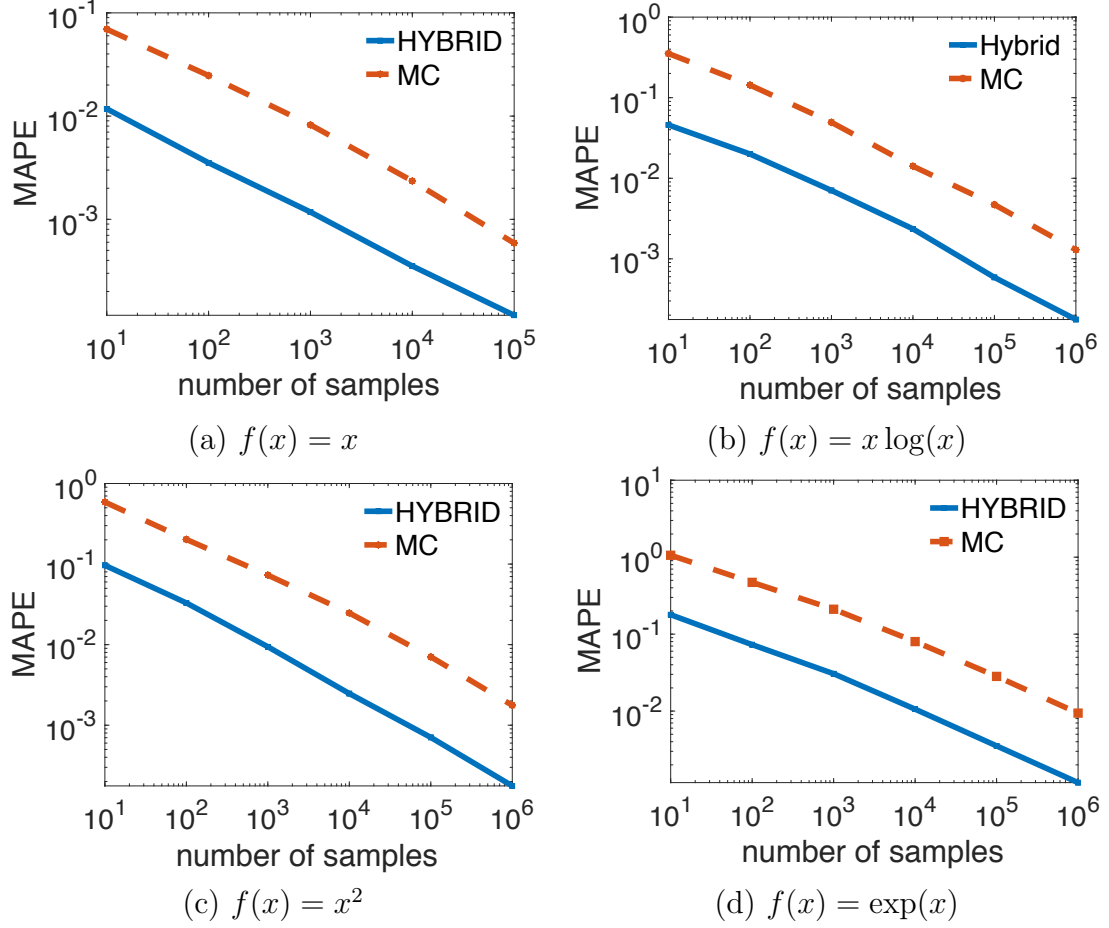 10^-1
10^-2
10^-3
MAPE
HYBRID
MC
10^1 10^2 10^3 10^4 10^5
number of samples
(a) f(x) = x
10^0
10^-1
10^-2
10^-3
MAPE
Hybrid
MC
10^1 10^2 10^3 10^4 10^5 10^6
number of samples
(b) f(x) = x log(x)
10^0
10^-1
10^-2
10^-3
MAPE
HYBRID
MC
10^1 10^2 10^3 10^4 10^5 10^6
number of samples
(c) f(x) = x^2
10^1
10^0
10^-1
10^-2
MAPE
HYBRID
MC
10^1 10^2 10^3 10^4 10^5 10^6
number of samples
(d) f(x) = exp(x)